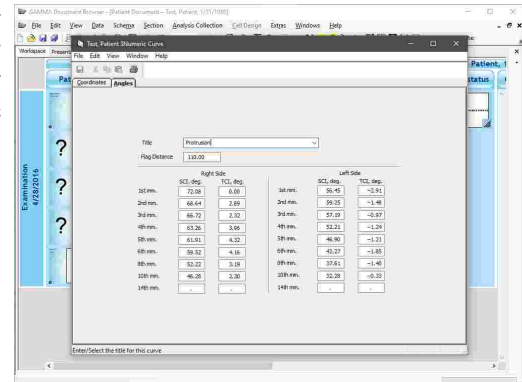 GAMMA Document Browser - [Patient Document - Test, Patient, 1/31/1980]
File Edit View Data Schema Section Analysis Collection Cell Design Extras Windows Help
Workspace Present
Test, Patient 3Numeric Curve
File Edit View Window Help
Patient, 1
Pat
status
Coordinates Angles
Title Protrusion
Flag Distance 110.00
Right Side Left Side
SCI, deg. TCI, deg. SCI, deg. TCI, deg.
1st mm. 72.08 0.00 1st mm. 56.45 -2.91
2nd mm. 68.64 2.89 2nd mm. 59.25 -1.48
3rd mm. 66.72 2.32 3rd mm. 57.19 -0.97
4th mm. 63.26 3.96 4th mm. 52.21 -1.24
5th mm. 61.91 4.32 5th mm. 46.90 -1.21
6th mm. 59.52 4.16 6th mm. 42.27 -1.85
8th mm. 52.22 3.19 8th mm. 37.61 -1.40
10th mm. 46.28 2.30 10th mm. 32.28 -0.33
14th mm. . . 14th mm. . .
Examination
4/28/2016
?
?
?
Enter/Select the title for this curve